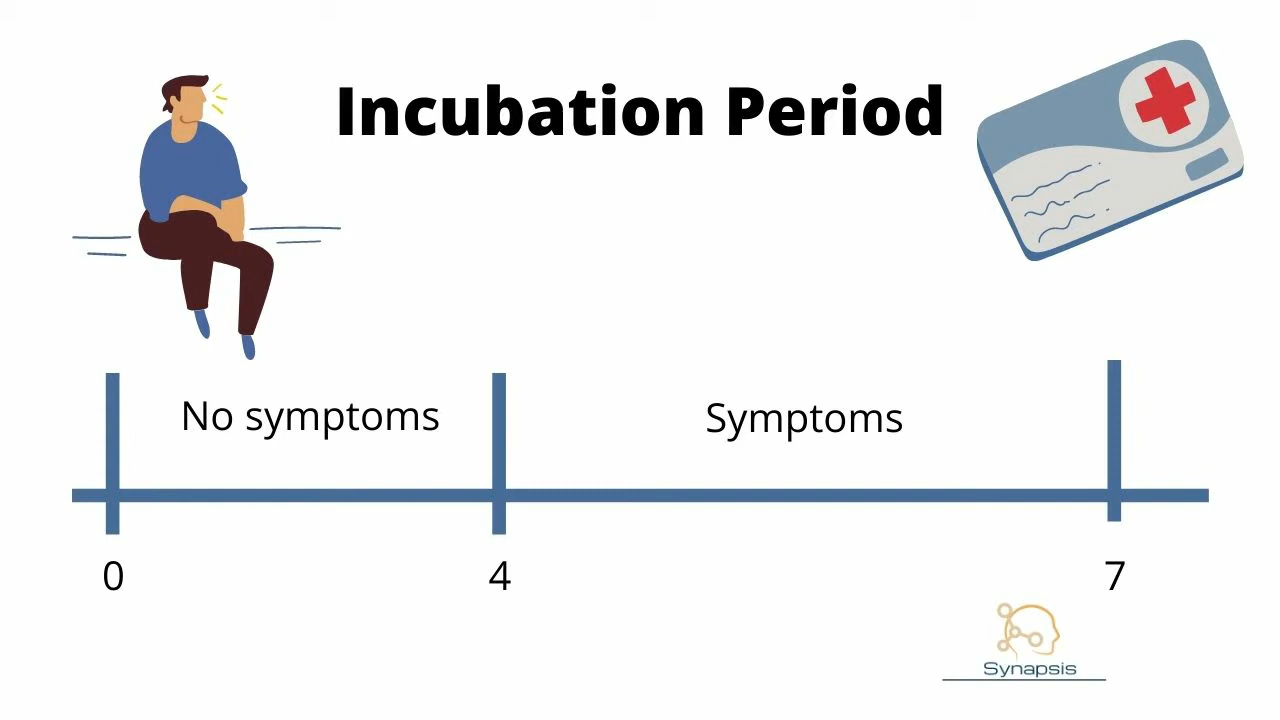 Incubation Period
No symptoms
Symptoms
0
4
7
Synapsis